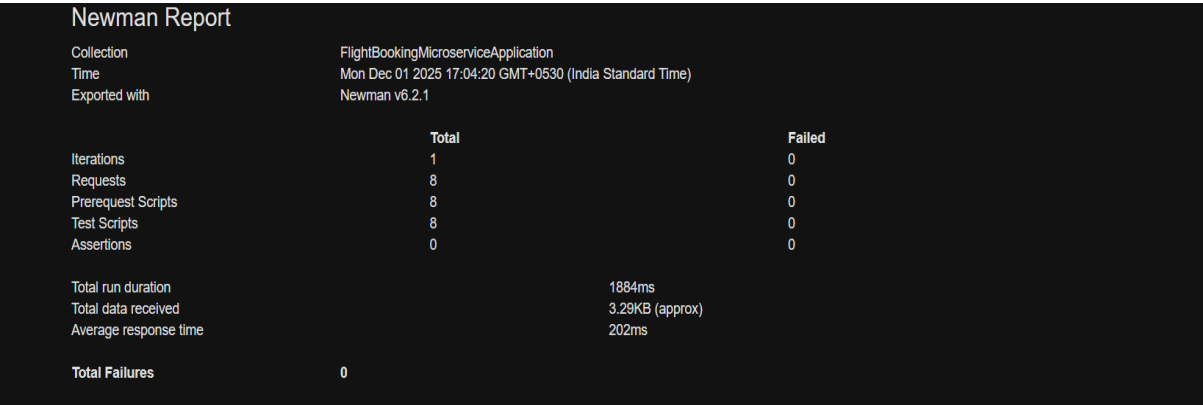 Newman Report
Collection FlightBookingMicroserviceApplication
Time Mon Dec 01 2025 17:04:20 GMT+0530 (India Standard Time)
Exported with Newman v6.2.1
Total Failed
Iterations 1 0
Requests 8 0
Prerequest Scripts 8 0
Test Scripts 8 0
Assertions 0 0
Total run duration 1884ms
Total data received 3.29KB (approx)
Average response time 202ms
Total Failures 0